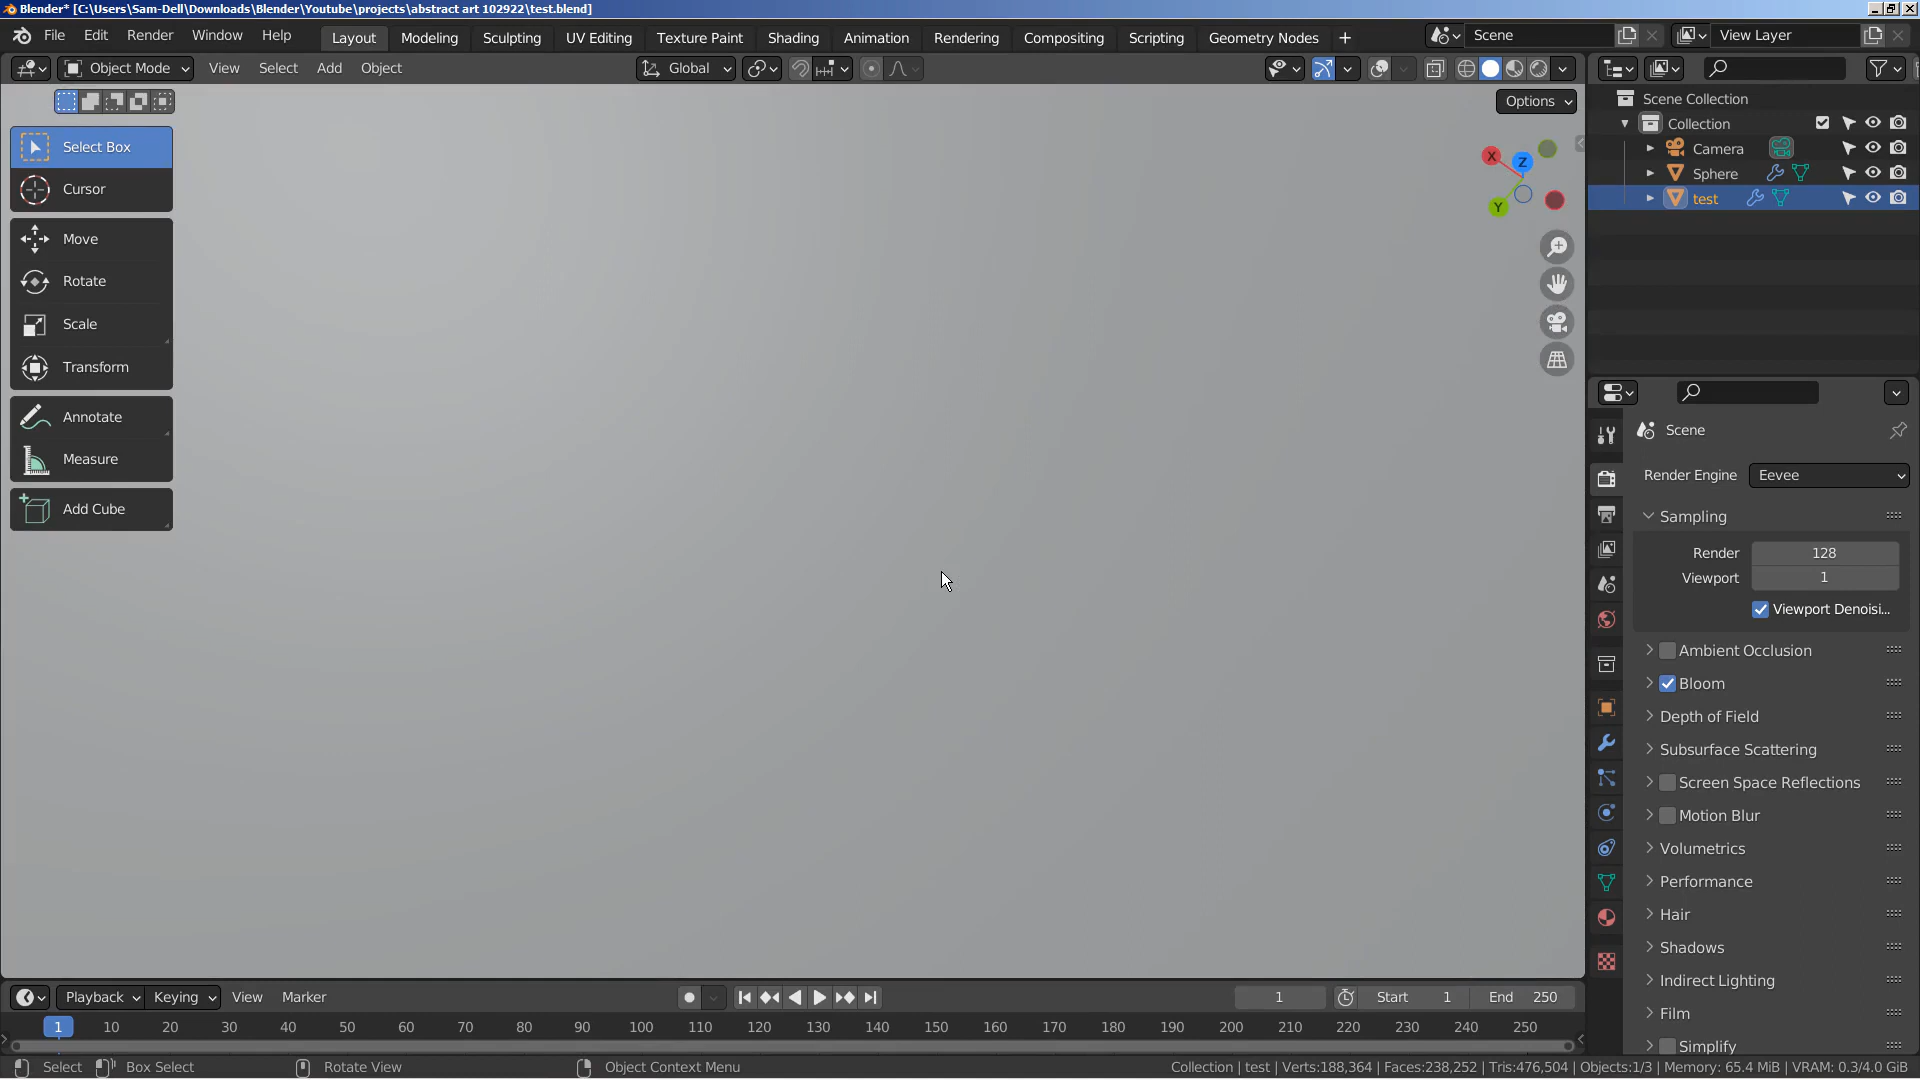 Blender* [C:\Users\Sam-Dell\Downloads\Blender\Youtube\projects\abstract art 102922\test.blend]
File Edit Render Window Help Layout Modeling Sculpting UV Editing Texture Paint Shading Animation Rendering Compositing Scripting Geometry Nodes + Scene View Layer
Object Mode View Select Add Object Global
Options
Select Box
Cursor
Move
Rotate
Scale
Transform
Annotate
Measure
Add Cube
X
Z
Y
Scene Collection
Collection
Camera
Sphere
test
Scene
Render Engine Eevee
Sampling
Render 128
Viewport 1
Viewport Denoisi...
Ambient Occlusion
Bloom
Depth of Field
Subsurface Scattering
Screen Space Reflections
Motion Blur
Volumetrics
Performance
Hair
Shadows
Indirect Lighting
Film
Simplify
Playback Keying View Marker 1 Start 1 End 250
1 10 20 30 40 50 60 70 80 90 100 110 120 130 140 150 160 170 180 190 200 210 220 230 240 250
Select Box Select Rotate View Object Context Menu Collection | test | Verts:188,364 | Faces:238,252 | Tris:476,504 | Objects:1/3 | Memory: 65.4 MiB | VRAM: 0.3/4.0 GiB